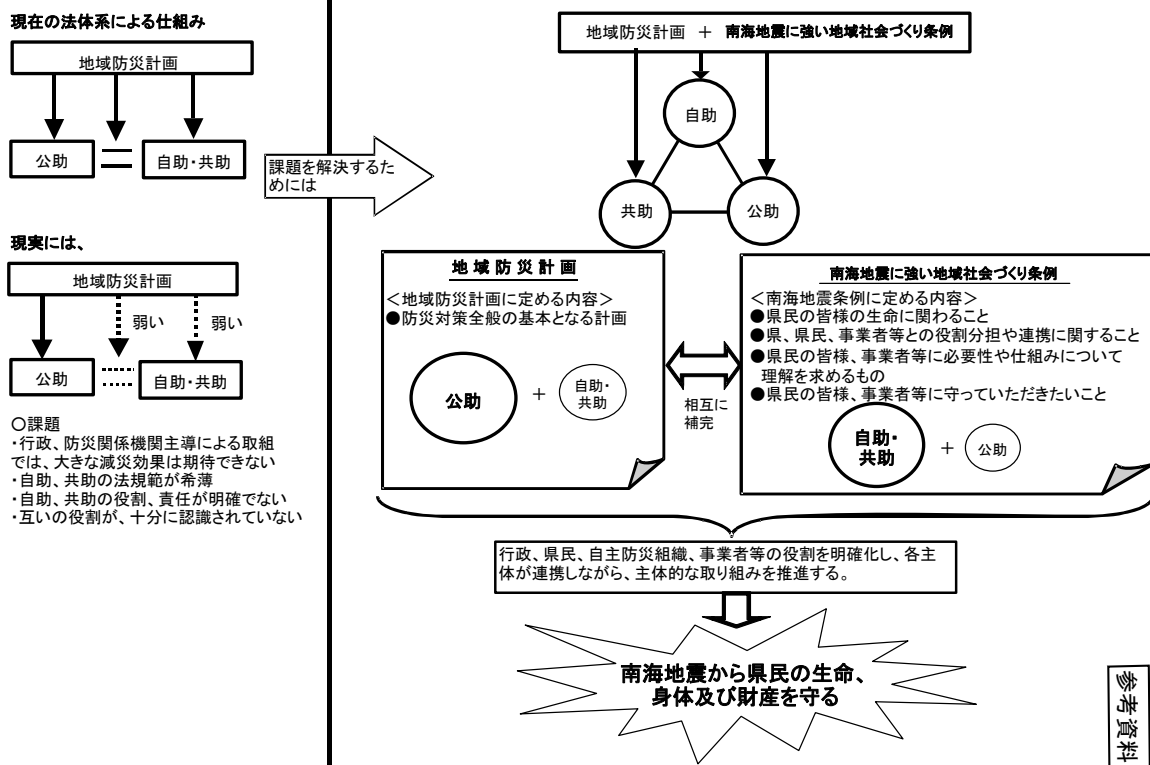 現在の法体系による仕組み
地域防災計画
公助
自助・共助
現実には、
地域防災計画
弱い
弱い
公助
自助・共助
○課題
・行政、防災関係機関主導による取組
では、大きな減災効果は期待できない
・自助、共助の法規範が希薄
・自助、共助の役割、責任が明確でない
・互いの役割が、十分に認識されていない
課題を解決するた
めには
地域防災計画 + 南海地震に強い地域社会づくり条例
自助
共助
公助
地域防災計画
<地域防災計画に定める内容>
●防災対策全般の基本となる計画
公助
+
自助・
共助
相互に
補完
南海地震に強い地域社会づくり条例
<南海地震条例に定める内容>
●県民の皆様の生命に関わること
●県、県民、事業者等との役割分担や連携に関すること
●県民の皆様、事業者等に必要性や仕組みについて
理解を求めるもの
●県民の皆様、事業者等に守っていただきたいこと
自助・
共助
+
公助
行政、県民、自主防災組織、事業者等の役割を明確化し、各主
体が連携しながら、主体的な取り組みを推進する。
南海地震から県民の生命、
身体及び財産を守る
参考資料